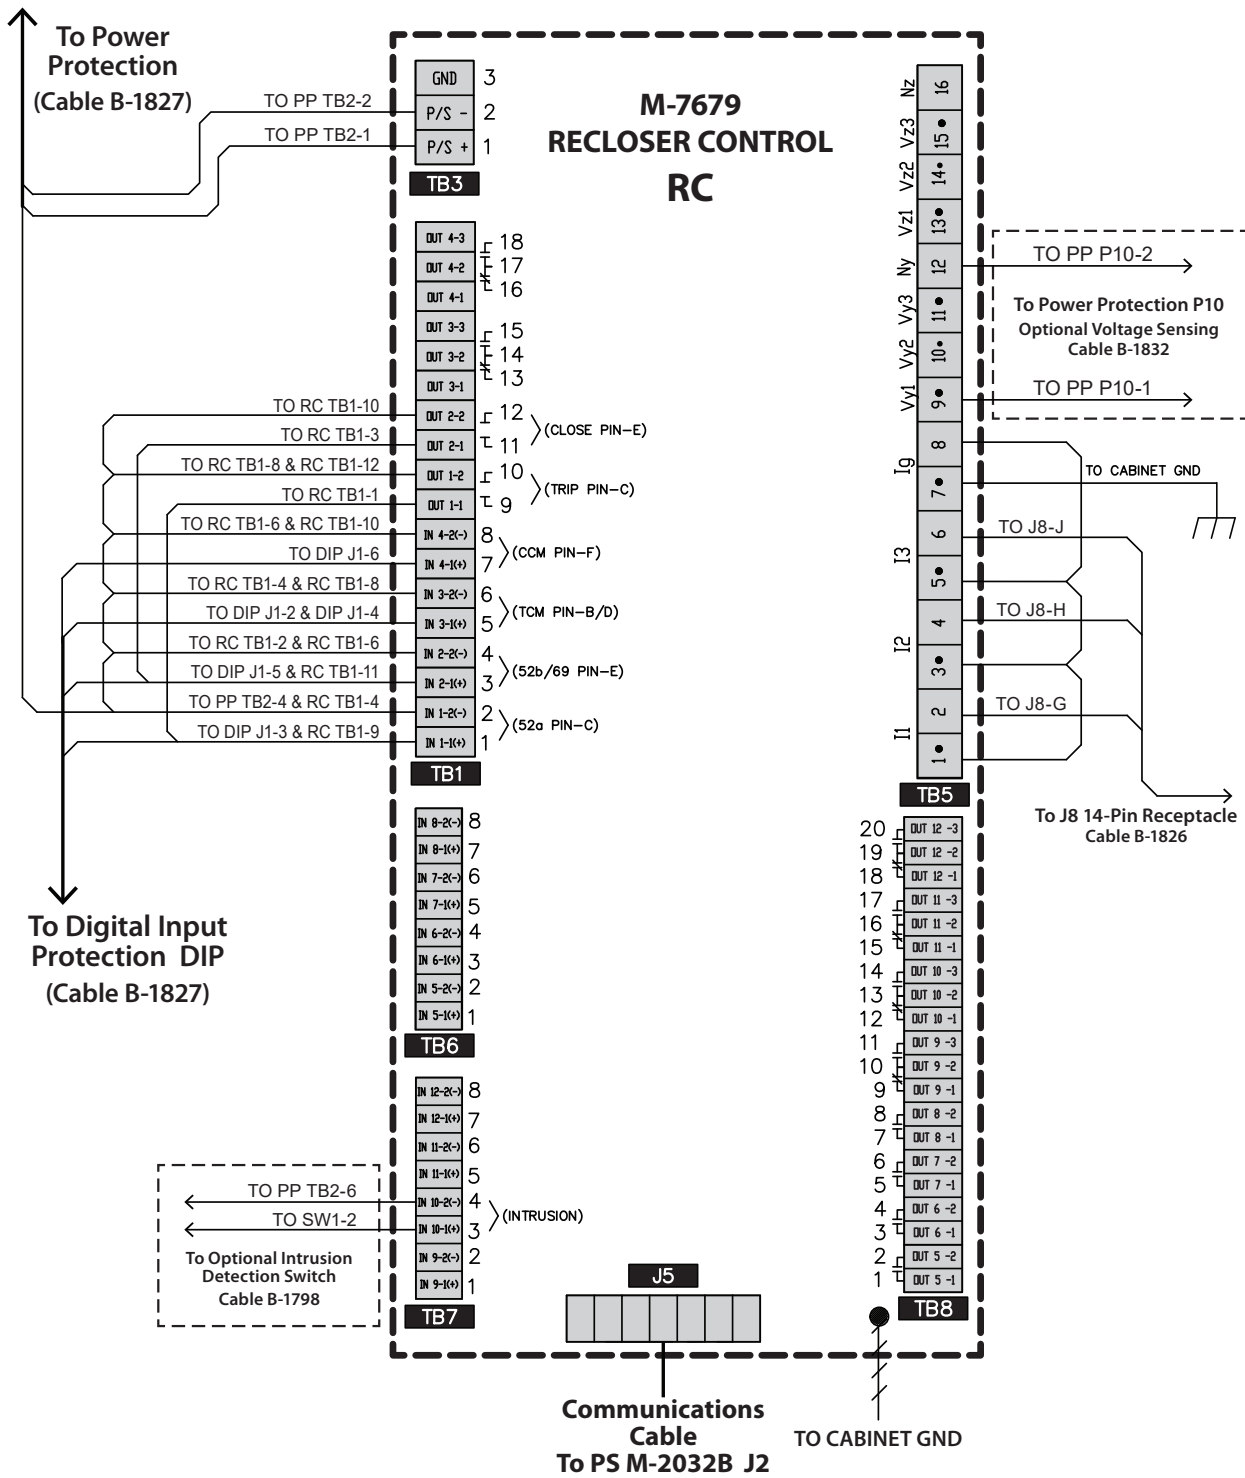 To Power
Protection
(Cable B-1827)
TO PP TB2-2
TO PP TB2-1
GND 3
P/S - 2
P/S + 1
TB3
M-7679
RECLOSER CONTROL
RC
OUT 4-3 18
OUT 4-2 17
OUT 4-1 16
OUT 3-3 15
OUT 3-2 14
OUT 3-1 13
TO RC TB1-10 OUT 2-2 12
TO RC TB1-3 OUT 2-1 11
(CLOSE PIN-E)
TO RC TB1-8 & RC TB1-12 OUT 1-2 10
TO RC TB1-1 OUT 1-1 9
(TRIP PIN-C)
TO RC TB1-6 & RC TB1-10 IN 4-2(-) 8
TO DIP J1-6 IN 4-1(+) 7
(CCM PIN-F)
TO RC TB1-4 & RC TB1-8 IN 3-2(-) 6
TO DIP J1-2 & DIP J1-4 IN 3-1(+) 5
(TCM PIN-B/D)
TO RC TB1-2 & RC TB1-6 IN 2-2(-) 4
TO DIP J1-5 & RC TB1-11 IN 2-1(+) 3
(52b/69 PIN-E)
TO PP TB2-4 & RC TB1-4 IN 1-2(-) 2
TO DIP J1-3 & RC TB1-9 IN 1-1(+) 1
(52a PIN-C)
TB1
To Digital Input
Protection DIP
(Cable B-1827)
IN 8-2(-) 8
IN 8-1(+) 7
IN 7-2(-) 6
IN 7-1(+) 5
IN 6-2(-) 4
IN 6-1(+) 3
IN 5-2(-) 2
IN 5-1(+) 1
TB6
IN 12-2(-) 8
IN 12-1(+) 7
IN 11-2(-) 6
IN 11-1(+) 5
TO PP TB2-6 IN 10-2(-) 4
TO SW1-2 IN 10-1(+) 3
(INTRUSION)
IN 9-2(-) 2
IN 9-1(+) 1
TB7
To Optional Intrusion
Detection Switch
Cable B-1798
Nz 16
Vz3 15
Vz2 14
Vz1 13
Ny 12
Vy3 11
Vy2 10
Vy1 9
Ig 8
7
I3 6
5
I2 4
3
I1 2
1
TB5
TO PP P10-2
To Power Protection P10
Optional Voltage Sensing
Cable B-1832
TO PP P10-1
TO CABINET GND
TO J8-J
TO J8-H
TO J8-G
To J8 14-Pin Receptacle
Cable B-1826
20 OUT 12 -3
19 OUT 12 -2
18 OUT 12 -1
17 OUT 11 -3
16 OUT 11 -2
15 OUT 11 -1
14 OUT 10 -3
13 OUT 10 -2
12 OUT 10 -1
11 OUT 9 -3
10 OUT 9 -2
9 OUT 9 -1
8 OUT 8 -2
7 OUT 8 -1
6 OUT 7 -2
5 OUT 7 -1
4 OUT 6 -2
3 OUT 6 -1
2 OUT 5 -2
1 OUT 5 -1
TB8
J5
Communications
Cable
To PS M-2032B J2
TO CABINET GND